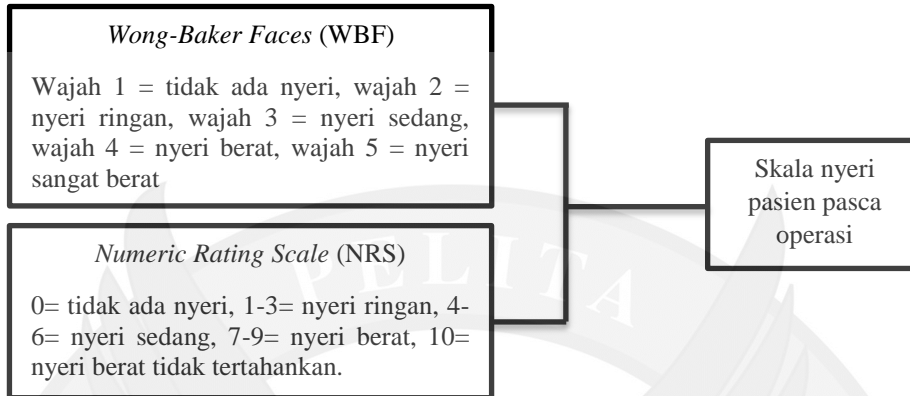 Wong-Baker Faces (WBF)
Wajah 1 = tidak ada nyeri, wajah 2 =
nyeri ringan, wajah 3 = nyeri sedang,
wajah 4 = nyeri berat, wajah 5 = nyeri
sangat berat
Numeric Rating Scale (NRS)
0= tidak ada nyeri, 1-3= nyeri ringan, 4-
6= nyeri sedang, 7-9= nyeri berat, 10=
nyeri berat tidak tertahankan.
Skala nyeri
pasien pasca
operasi
PELITA